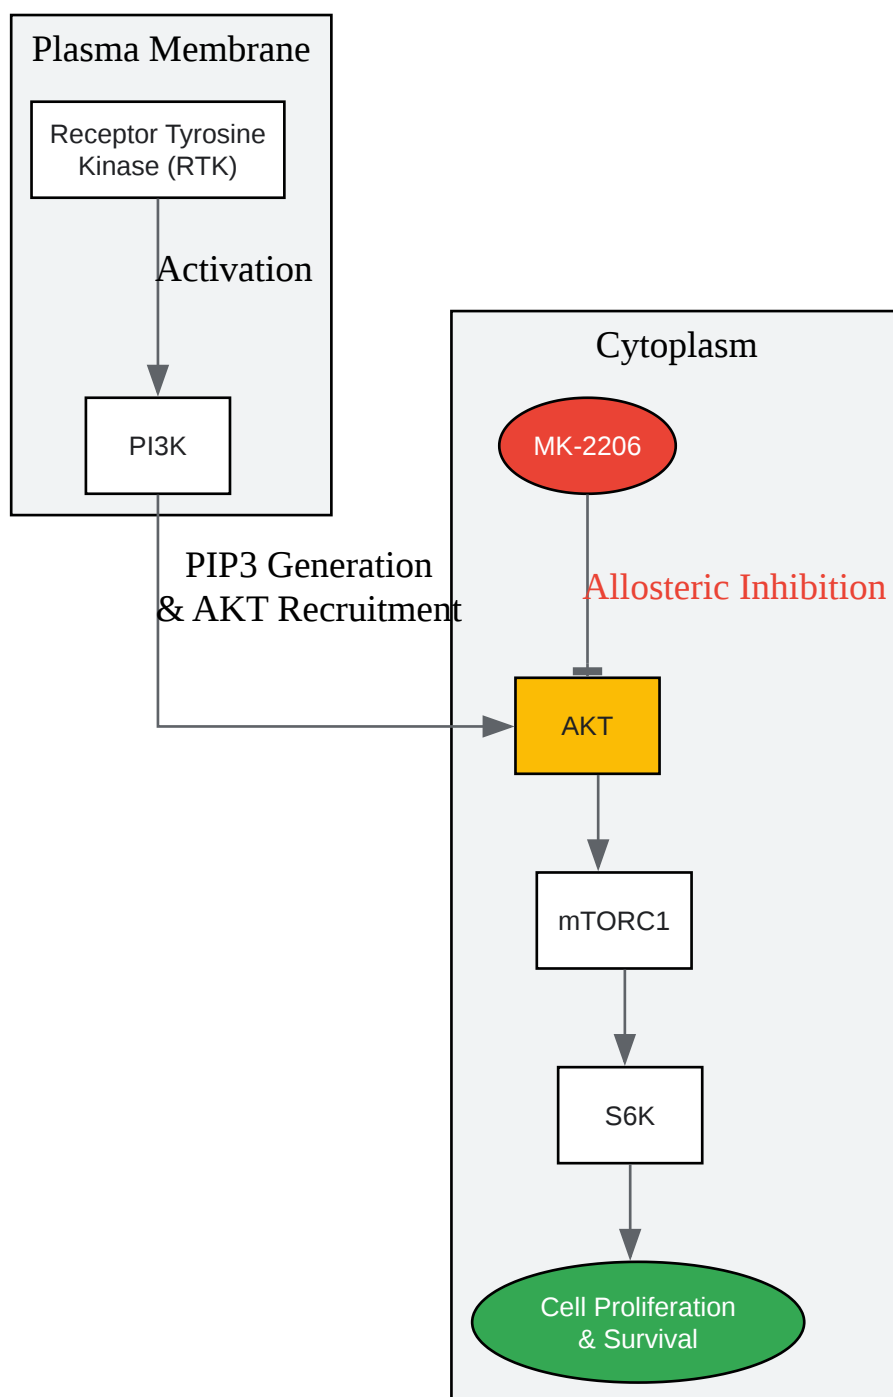 Plasma Membrane
Receptor Tyrosine
Kinase (RTK)
Activation
PI3K
PIP3 Generation
& AKT Recruitment
Cytoplasm
MK-2206
Allosteric Inhibition
AKT
mTORC1
S6K
Cell Proliferation
& Survival